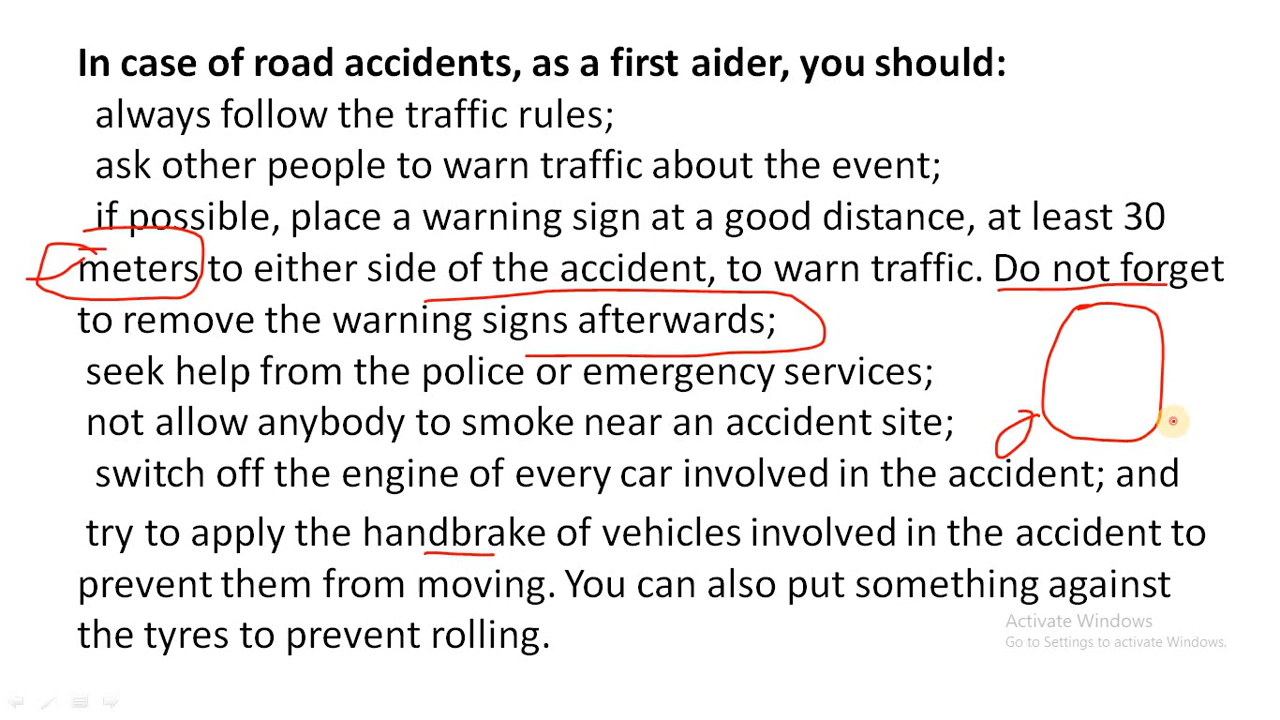 In case of road accidents, as a first aider, you should:
always follow the traffic rules;
ask other people to warn traffic about the event;
if possible, place a warning sign at a good distance, at least 30
meters to either side of the accident, to warn traffic. Do not forget
to remove the warning signs afterwards;
seek help from the police or emergency services;
not allow anybody to smoke near an accident site;
switch off the engine of every car involved in the accident; and
try to apply the handbrake of vehicles involved in the accident to
prevent them from moving. You can also put something against
the tyres to prevent rolling.
Activate Windows
Go to Settings to activate Windows.